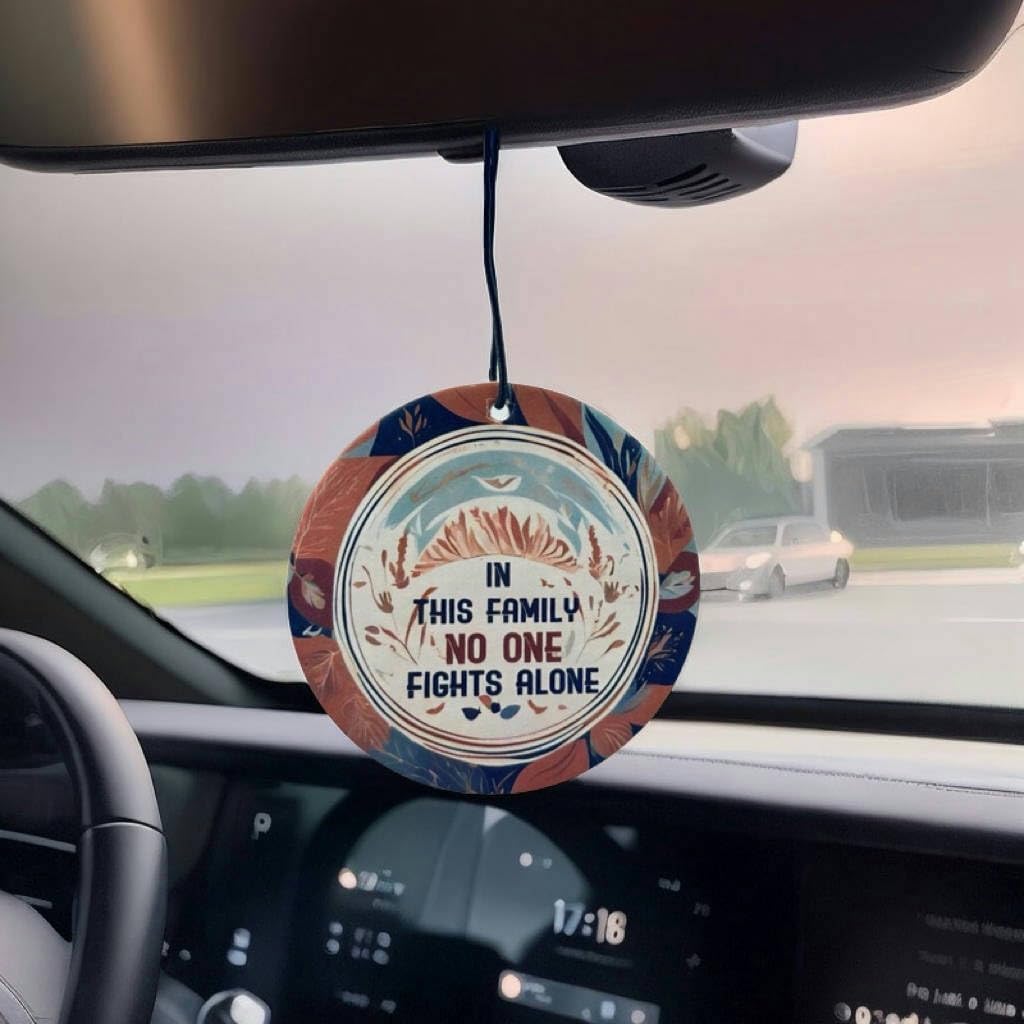 IN
THIS FAMILY
NO ONE
FIGHTS ALONE
P
17:18